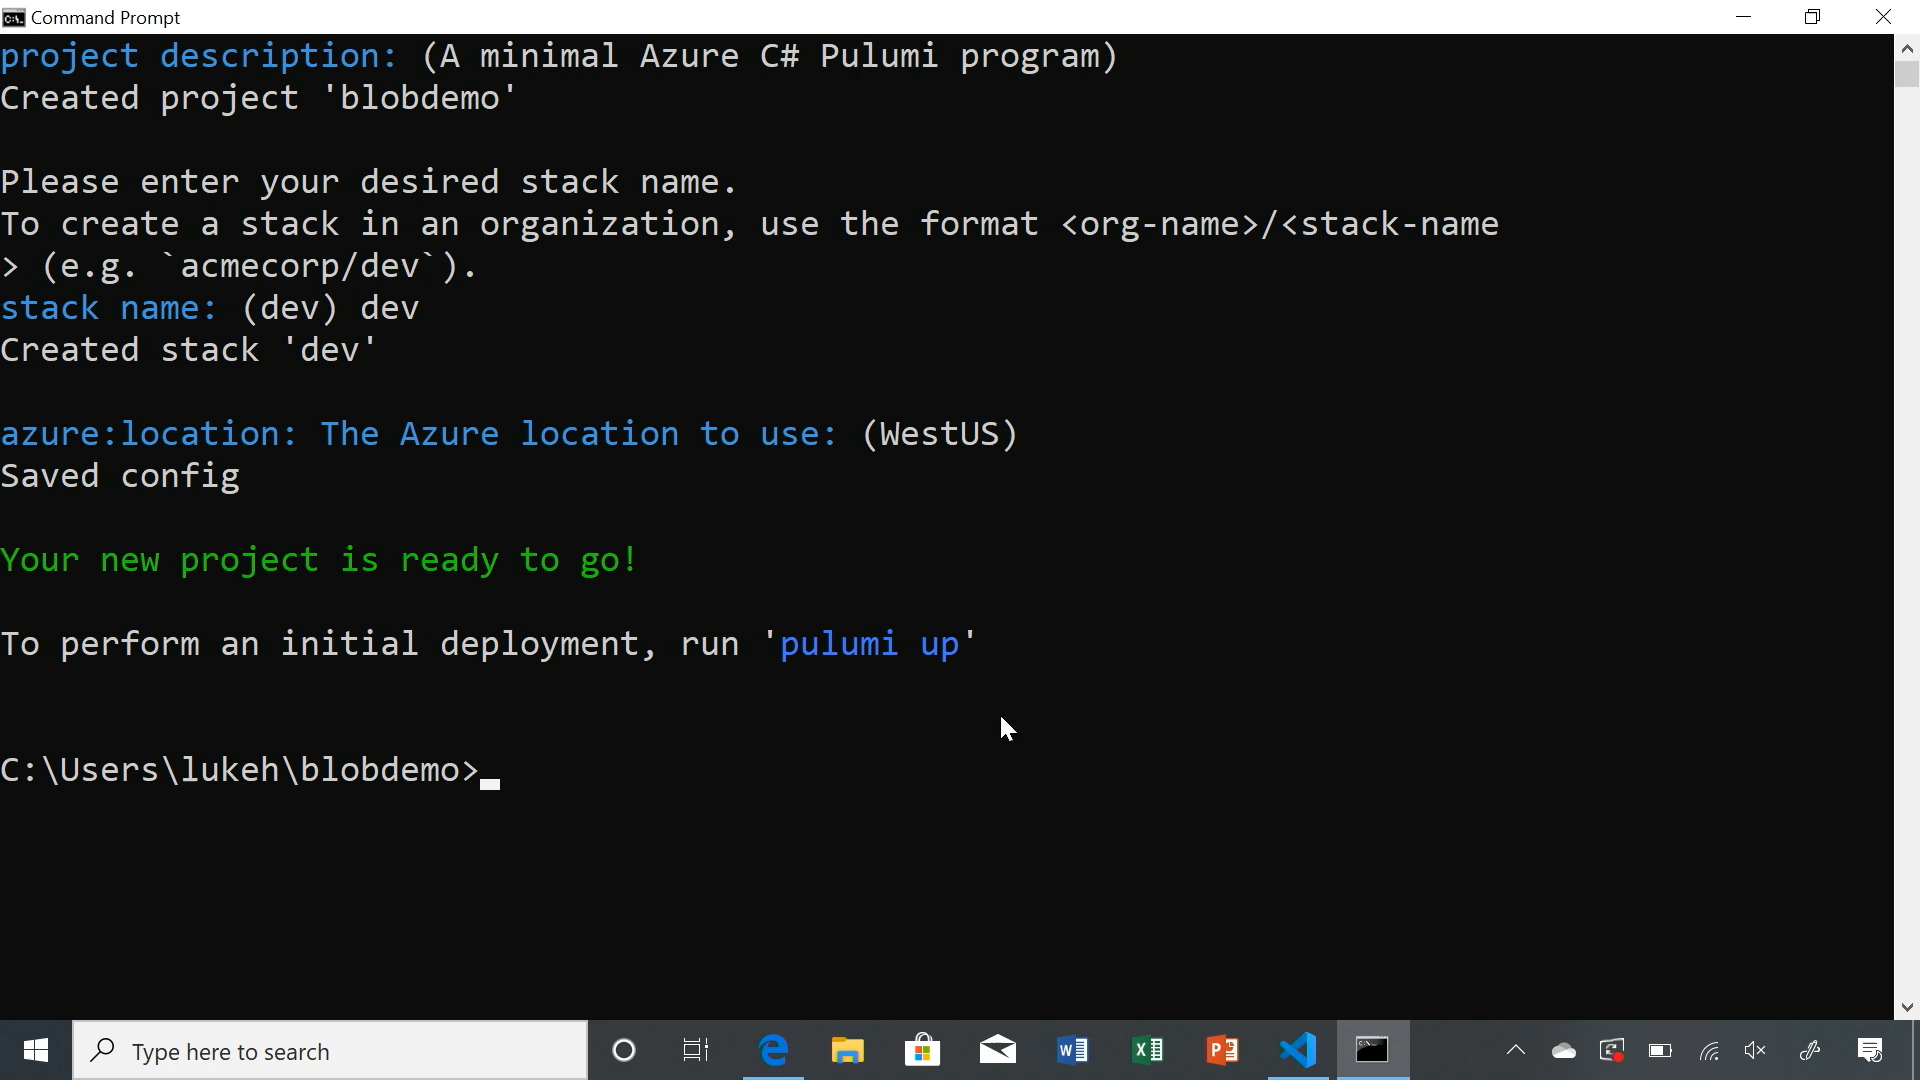 Command Prompt
project description: (A minimal Azure C# Pulumi program)
Created project 'blobdemo'
Please enter your desired stack name.
To create a stack in an organization, use the format <org-name>/<stack-name
> (e.g. `acmecorp/dev`).
stack name: (dev) dev
Created stack 'dev'
azure:location: The Azure location to use: (WestUS)
Saved config
Your new project is ready to go!
To perform an initial deployment, run 'pulumi up'
C:\Users\lukeh\blobdemo>
Type here to search